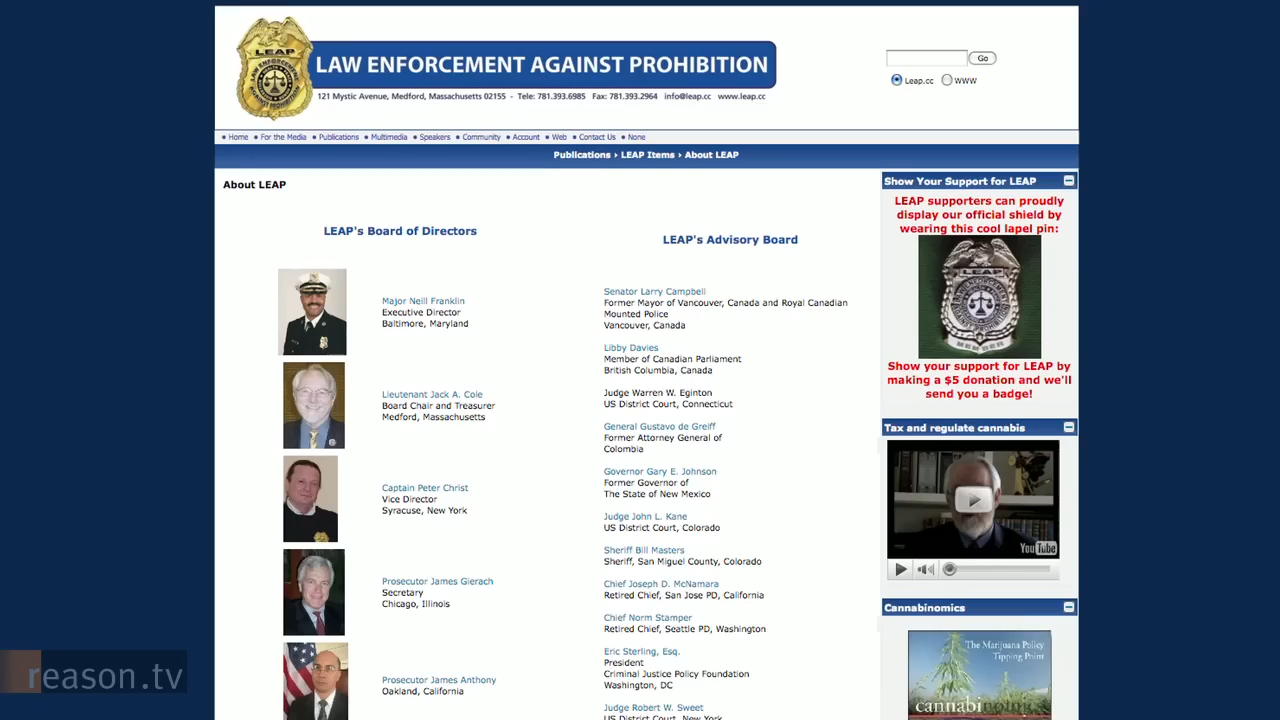 LEAP
LAW ENFORCEMENT AGAINST PROHIBITION
121 Mystic Avenue, Medford, Massachusetts 02155 - Tele: 781.393.6985 Fax: 781.393.2964 info@leap.cc www.leap.cc
Go
Leap.cc WWW
Home For the Media Publications Multimedia Speakers Community Account Web Contact Us None
Publications › LEAP Items › About LEAP
About LEAP
LEAP's Board of Directors
Major Neill Franklin
Executive Director
Baltimore, Maryland
Lieutenant Jack A. Cole
Board Chair and Treasurer
Medford, Massachusetts
Captain Peter Christ
Vice Director
Syracuse, New York
Prosecutor James Gierach
Secretary
Chicago, Illinois
Prosecutor James Anthony
Oakland, California
LEAP's Advisory Board
Senator Larry Campbell
Former Mayor of Vancouver, Canada and Royal Canadian
Mounted Police
Vancouver, Canada
Libby Davies
Member of Canadian Parliament
British Columbia, Canada
Judge Warren W. Eginton
US District Court, Connecticut
General Gustavo de Greiff
Former Attorney General of
Colombia
Governor Gary E. Johnson
Former Governor of
The State of New Mexico
Judge John L. Kane
US District Court, Colorado
Sheriff Bill Masters
Sheriff, San Miguel County, Colorado
Chief Joseph D. McNamara
Retired Chief, San Jose PD, California
Chief Norm Stamper
Retired Chief, Seattle PD, Washington
Eric Sterling, Esq.
President
Criminal Justice Policy Foundation
Washington, DC
Judge Robert W. Sweet
US District Court, New York
Show Your Support for LEAP
LEAP supporters can proudly
display our official shield by
wearing this cool lapel pin:
LEAP
MEMBER
Show your support for LEAP by
making a $5 donation and we'll
send you a badge!
Tax and regulate cannabis
YouTube
Cannabinomics
The Marijuana Policy
Tipping Point
cannabinomics
reason.tv